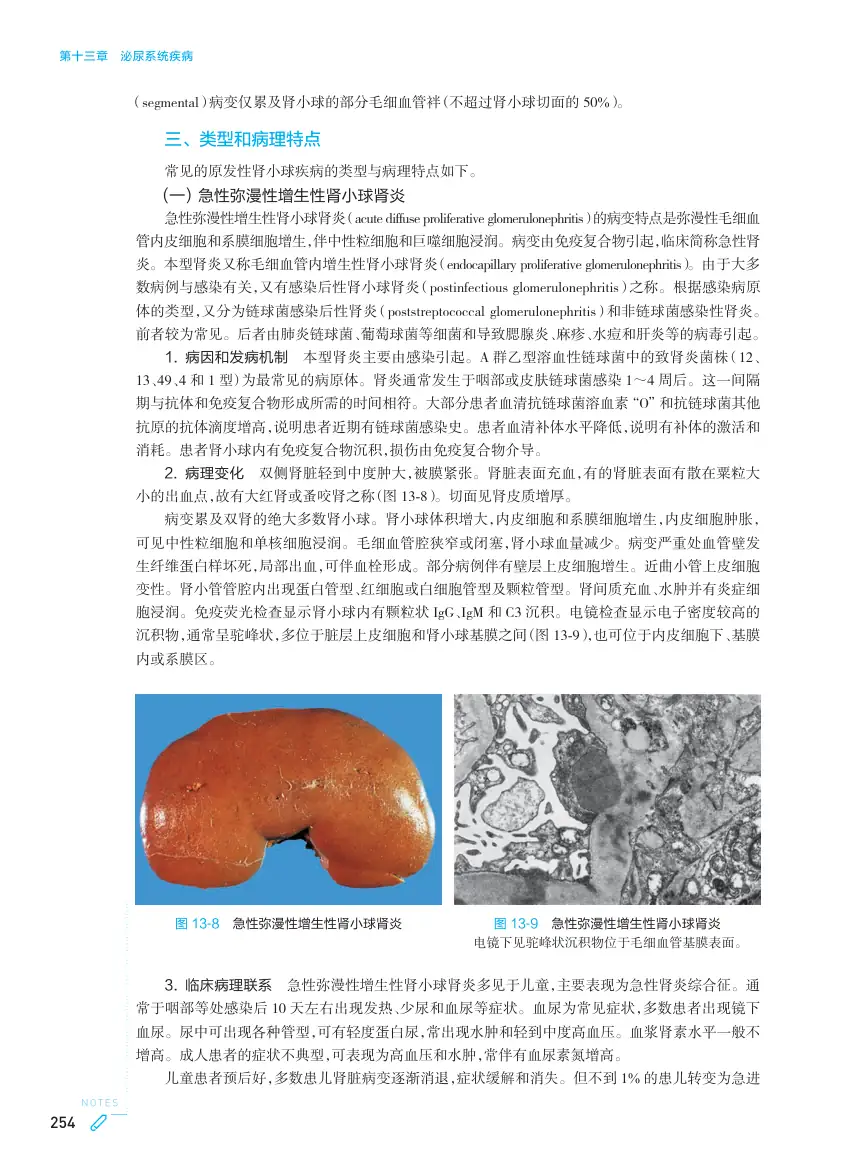 第十三章 泌尿系统疾病
（segmental）病变仅累及肾小球的部分毛细血管袢（不超过肾小球切面的 50%）。
三、类型和病理特点
常见的原发性肾小球疾病的类型与病理特点如下。
（一）急性弥漫性增生性肾小球肾炎
急性弥漫性增生性肾小球肾炎（acute diffuse proliferative glomerulonephritis）的病变特点是弥漫性毛细血
管内皮细胞和系膜细胞增生，伴中性粒细胞和巨噬细胞浸润。病变由免疫复合物引起，临床简称急性肾
炎。本型肾炎又称毛细血管内增生性肾小球肾炎（endocapillary proliferative glomerulonephritis）。由于大多
数病例与感染有关，又有感染后性肾小球肾炎（postinfectious glomerulonephritis）之称。根据感染病原
体的类型，又分为链球菌感染后性肾炎（poststreptococcal glomerulonephritis）和非链球菌感染性肾炎。
前者较为常见。后者由肺炎链球菌、葡萄球菌等细菌和导致腮腺炎、麻疹、水痘和肝炎等的病毒引起。
1. 病因和发病机制 本型肾炎主要由感染引起。A 群乙型溶血性链球菌中的致肾炎菌株（12、
13、49、4 和 1 型）为最常见的病原体。肾炎通常发生于咽部或皮肤链球菌感染 1～4 周后。这一间隔
期与抗体和免疫复合物形成所需的时间相符。大部分患者血清抗链球菌溶血素 “O” 和抗链球菌其他
抗原的抗体滴度增高，说明患者近期有链球菌感染史。患者血清补体水平降低，说明有补体的激活和
消耗。患者肾小球内有免疫复合物沉积，损伤由免疫复合物介导。
2. 病理变化 双侧肾脏轻到中度肿大，被膜紧张。肾脏表面充血，有的肾脏表面有散在粟粒大
小的出血点，故有大红肾或蚤咬肾之称（图 13-8）。切面见肾皮质增厚。
病变累及双肾的绝大多数肾小球。肾小球体积增大，内皮细胞和系膜细胞增生，内皮细胞肿胀，
可见中性粒细胞和单核细胞浸润。毛细血管腔狭窄或闭塞，肾小球血量减少。病变严重处血管壁发
生纤维蛋白样坏死，局部出血，可伴血栓形成。部分病例伴有壁层上皮细胞增生。近曲小管上皮细胞
变性。肾小管管腔内出现蛋白管型、红细胞或白细胞管型及颗粒管型。肾间质充血、水肿并有炎症细
胞浸润。免疫荧光检查显示肾小球内有颗粒状 IgG、IgM 和 C3 沉积。电镜检查显示电子密度较高的
沉积物，通常呈驼峰状，多位于脏层上皮细胞和肾小球基膜之间（图 13-9），也可位于内皮细胞下、基膜
内或系膜区。
图 13-8 急性弥漫性增生性肾小球肾炎
图 13-9 急性弥漫性增生性肾小球肾炎
电镜下见驼峰状沉积物位于毛细血管基膜表面。
3. 临床病理联系 急性弥漫性增生性肾小球肾炎多见于儿童，主要表现为急性肾炎综合征。通
常于咽部等处感染后 10 天左右出现发热、少尿和血尿等症状。血尿为常见症状，多数患者出现镜下
血尿。尿中可出现各种管型，可有轻度蛋白尿，常出现水肿和轻到中度高血压。血浆肾素水平一般不
增高。成人患者的症状不典型，可表现为高血压和水肿，常伴有血尿素氮增高。
儿童患者预后好，多数患儿肾脏病变逐渐消退，症状缓解和消失。但不到 1% 的患儿转变为急进
NOTES
254